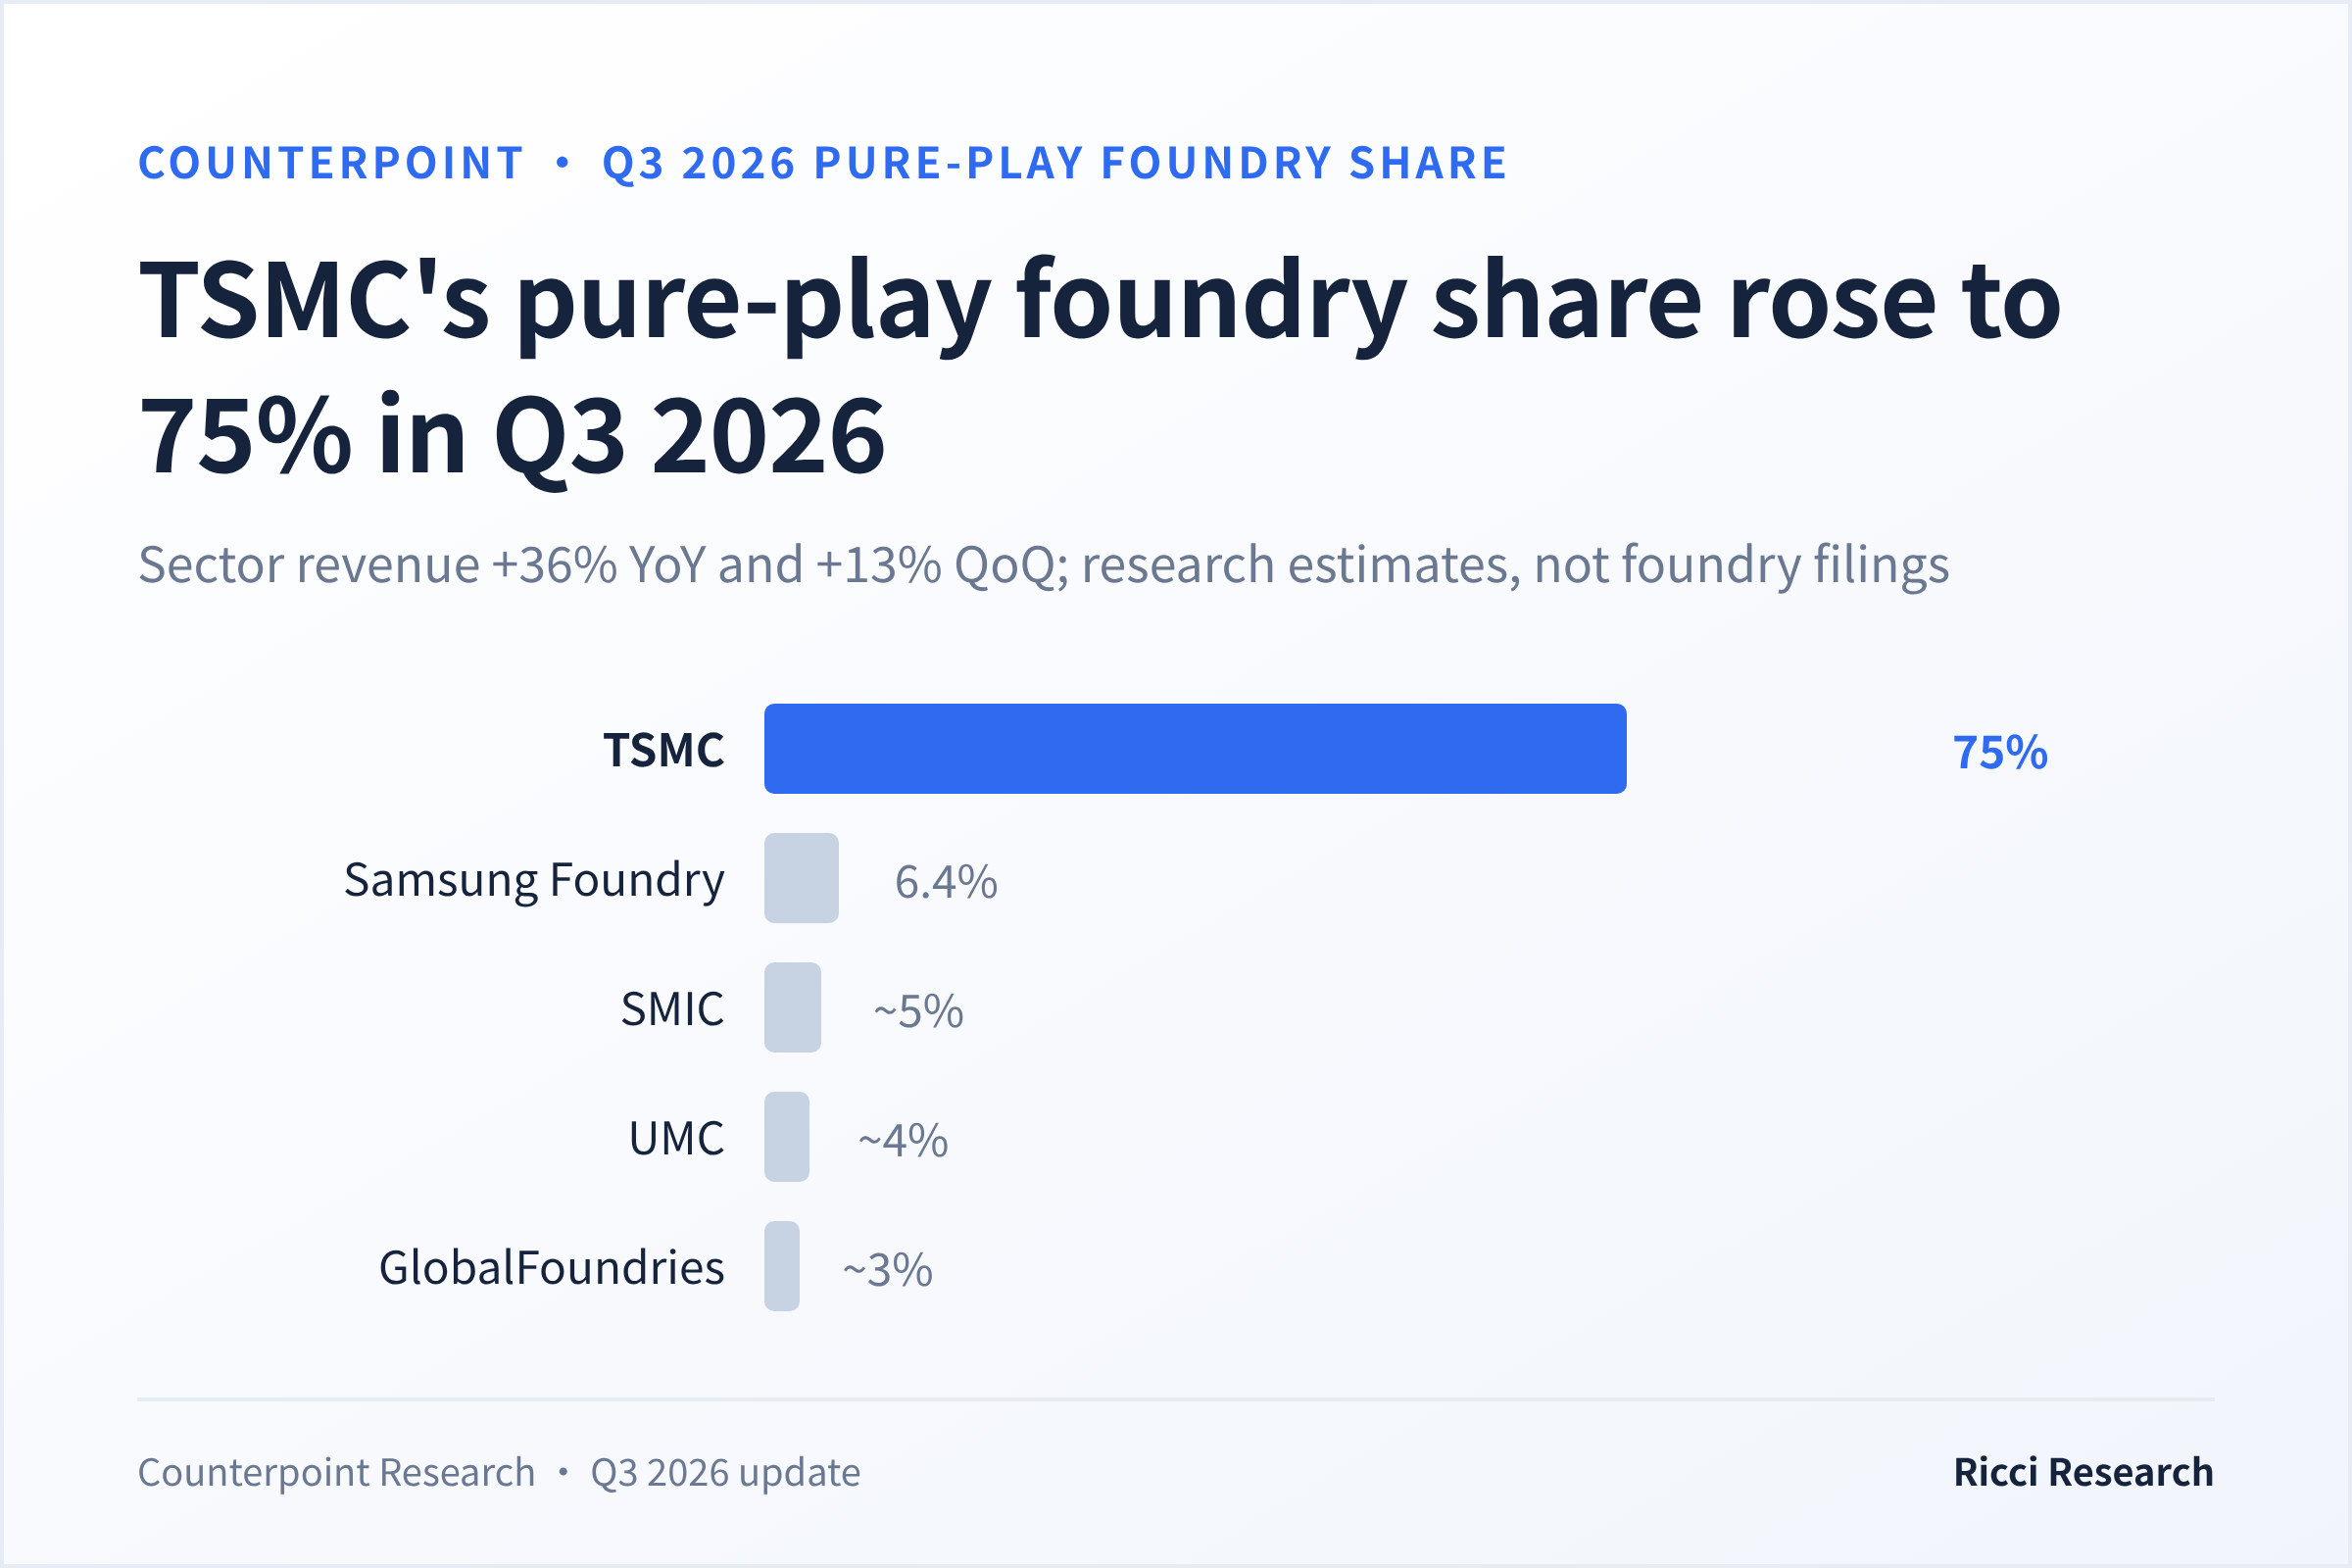 COUNTERPOINT • Q3 2026 PURE-PLAY FOUNDRY SHARE
TSMC's pure-play foundry share rose to
75% in Q3 2026
Sector revenue +36% YoY and +13% QoQ; research estimates, not foundry filings
TSMC 75%
Samsung Foundry 6.4%
SMIC ~5%
UMC ~4%
GlobalFoundries ~3%
Counterpoint Research • Q3 2026 update
Ricci Research